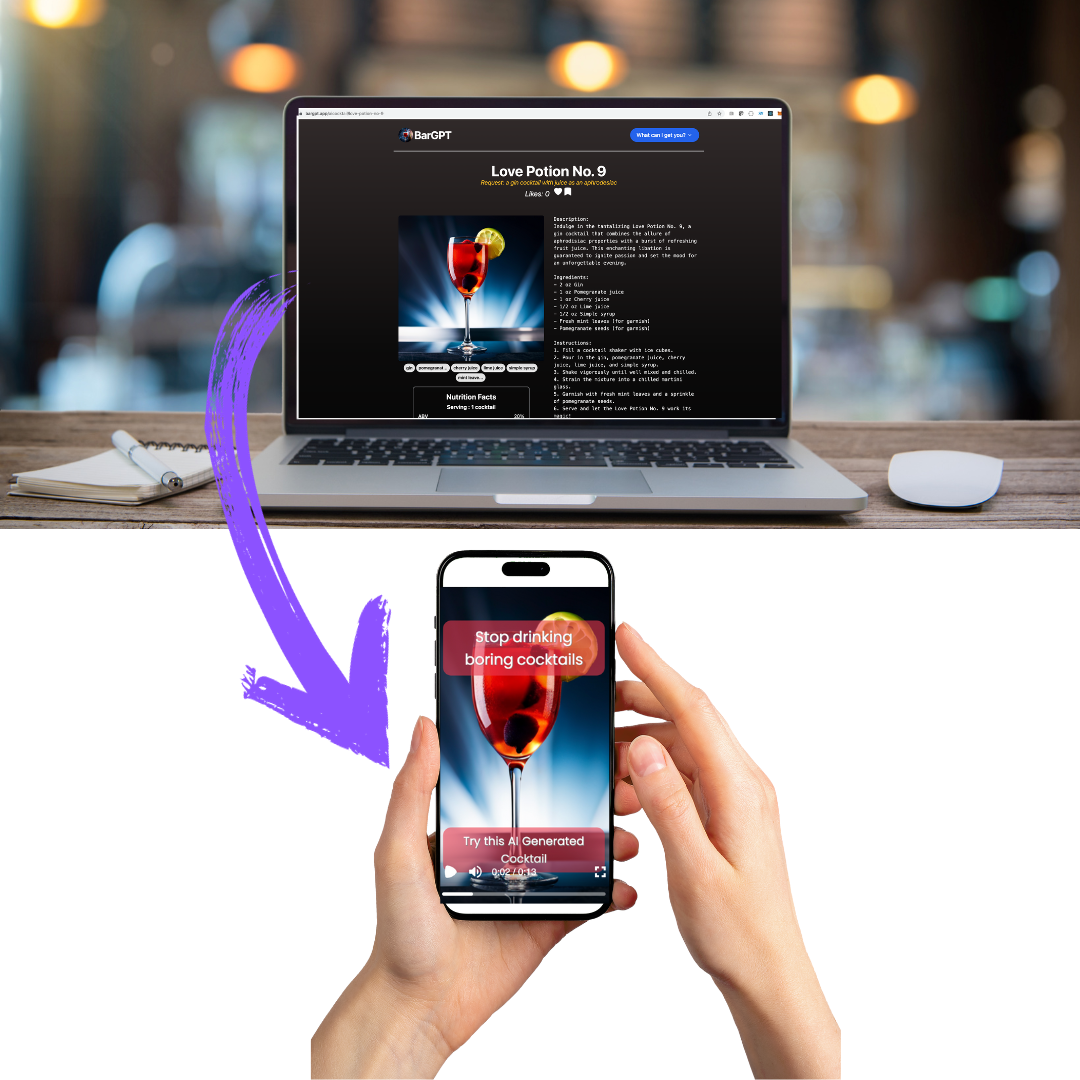 bargpt.app/ai-cocktail/love-potion-no-9
BarGPT
What can I get you?
Love Potion No. 9
Request: a gin cocktail with juice as an aphrodesiac
Likes: 0
Description:
Indulge in the tantalizing Love Potion No. 9, a
gin cocktail that combines the allure of
aphrodisiac properties with a burst of refreshing
fruit juice. This enchanting libation is
guaranteed to ignite passion and set the mood for
an unforgettable evening.
Ingredients:
- 2 oz Gin
- 1 oz Pomegranate juice
- 1 oz Cherry juice
- 1/2 oz Lime juice
- 1/2 oz Simple syrup
- Fresh mint leaves (for garnish)
- Pomegranate seeds (for garnish)
Instructions:
1. Fill a cocktail shaker with ice cubes.
2. Pour in the gin, pomegranate juice, cherry
juice, lime juice, and simple syrup.
3. Shake vigorously until well mixed and chilled.
4. Strain the mixture into a chilled martini
glass.
5. Garnish with fresh mint leaves and a sprinkle
of pomegranate seeds.
6. Serve and let the Love Potion No. 9 work its
magic!
gin pomegranat... cherry juice lime juice simple syrup
mint leave...
Nutrition Facts
Serving : 1 cocktail
ABV 20%
Stop drinking
boring cocktails
Try this AI Generated
Cocktail
0:02 / 0:13